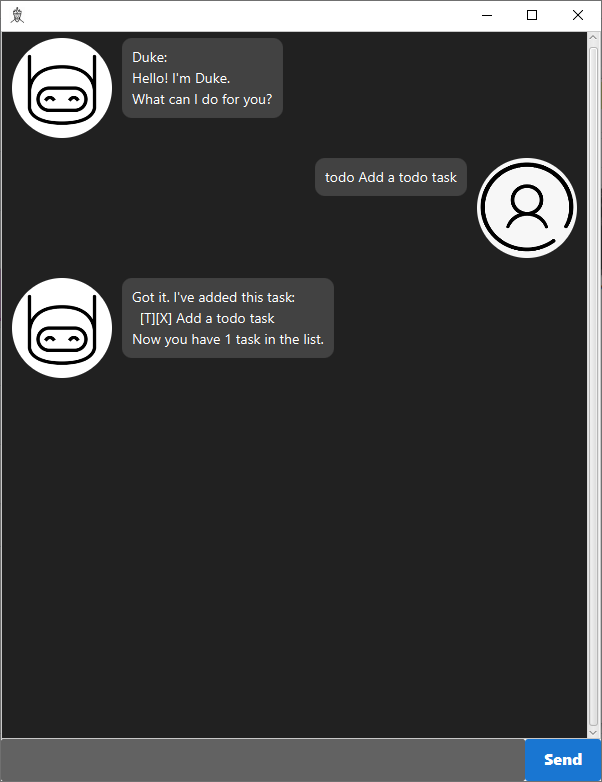 Duke:
Hello! I'm Duke.
What can I do for you?
todo Add a todo task
Got it. I've added this task:
[T][X] Add a todo task
Now you have 1 task in the list.
Send